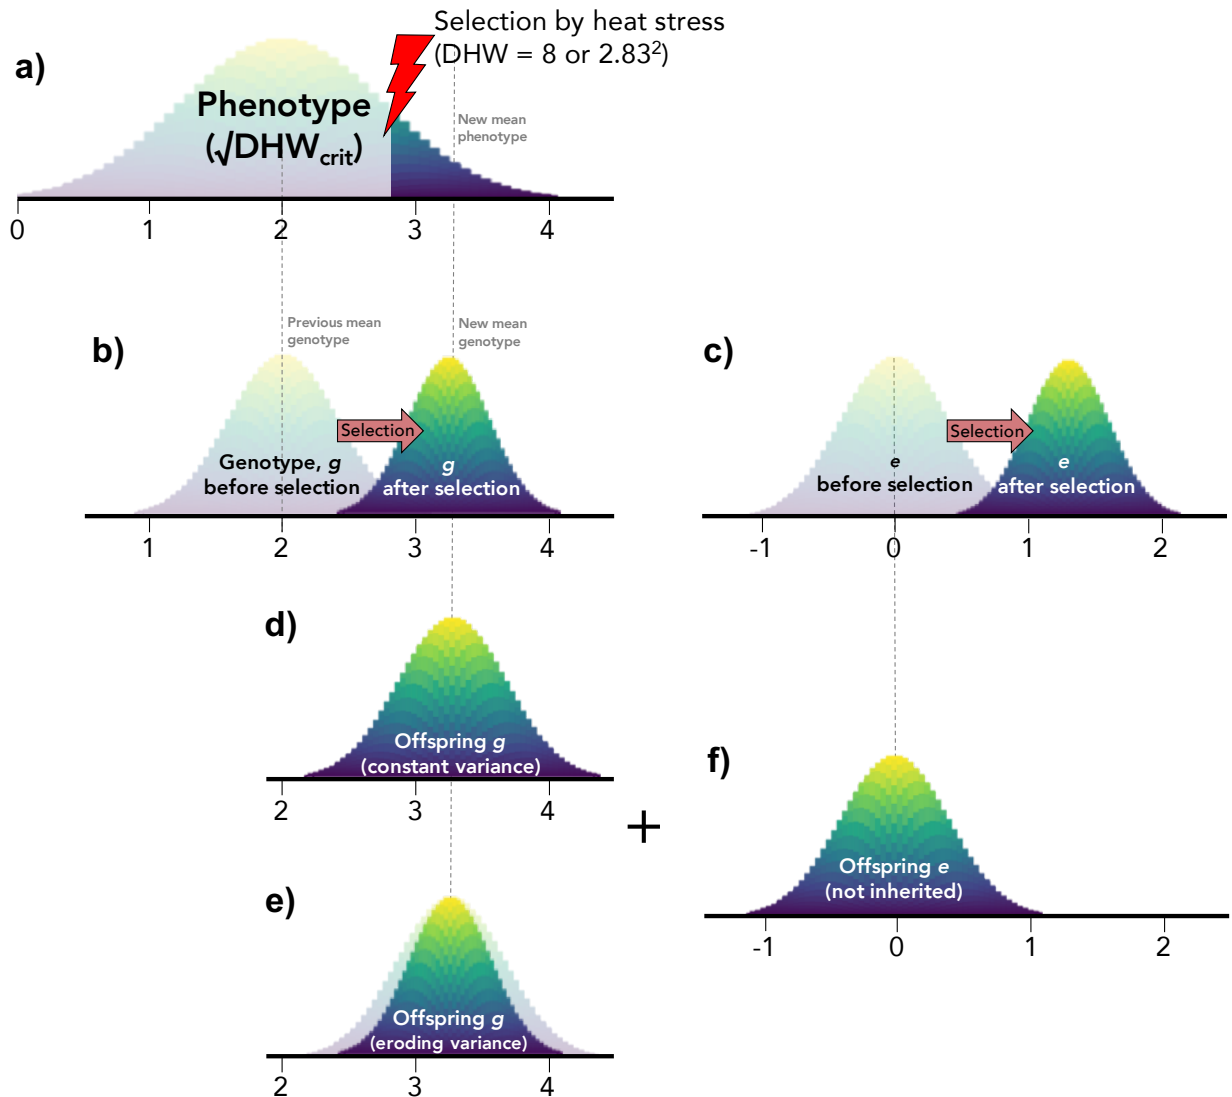 a)
Selection by heat stress
(DHW = 8 or 2.83²)
Phenotype
(√DHWcrit)
New mean
phenotype
0 1 2 3 4
b)
Previous mean
genotype
New mean
genotype
Selection
Genotype, g
before selection
g
after selection
1 2 3 4
c)
Selection
e
before selection
e
after selection
-1 0 1 2
d)
Offspring g
(constant variance)
2 3 4
+
e)
Offspring g
(eroding variance)
2 3 4
f)
Offspring e
(not inherited)
-1 0 1 2